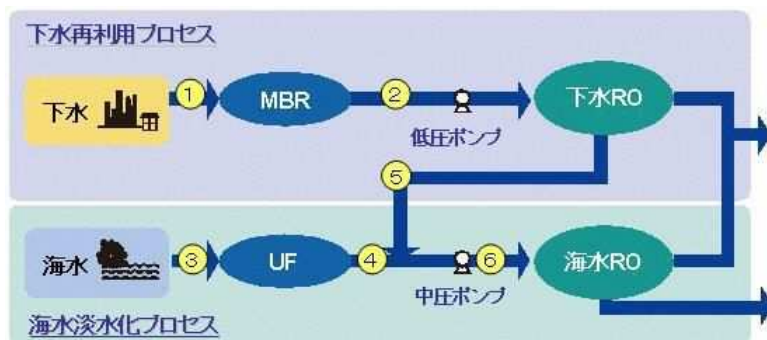 下水再利用プロセス
下水
①
MBR
②
低圧ポンプ
下水RO
⑤
海水
③
UF
④
中圧ポンプ
⑥
海水RO
海水淡水化プロセス